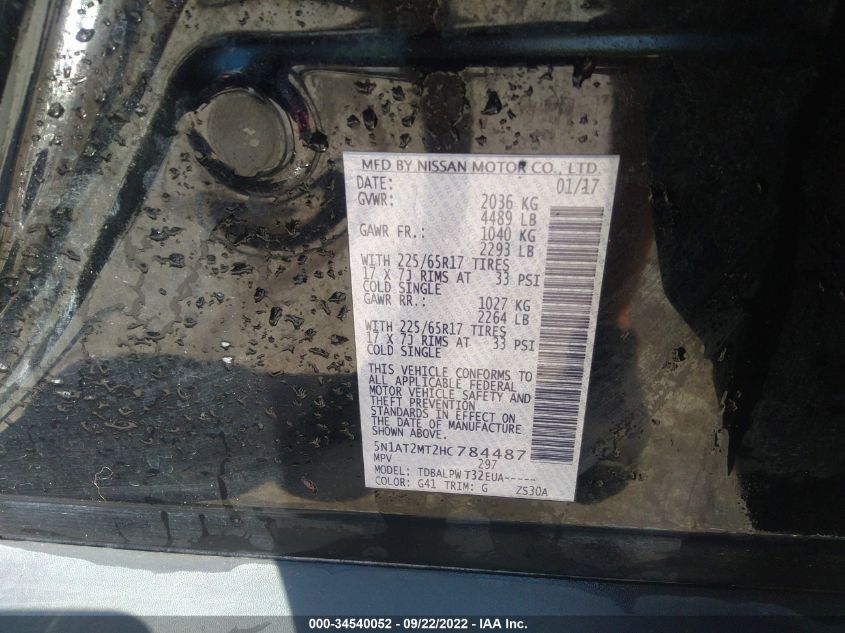 MFD BY NISSAN MOTOR CO., LTD.
DATE: 01/17
GVWR: 2036 KG
4489 LB
GAWR FR.: 1040 KG
2293 LB
WITH 225/65R17 TIRES
17 X 7J RIMS AT 33 PSI
COLD SINGLE
GAWR RR.: 1027 KG
2264 LB
WITH 225/65R17 TIRES
17 X 7J RIMS AT 33 PSI
COLD SINGLE
THIS VEHICLE CONFORMS TO
ALL APPLICABLE FEDERAL
MOTOR VEHICLE SAFETY AND
THEFT PREVENTION
STANDARDS IN EFFECT ON
THE DATE OF MANUFACTURE
SHOWN ABOVE.
5N1AT2MT2HC784487
MPV 297
MODEL: TDBALPW T32EUA-----
COLOR: G41 TRIM: G ZS30A
000-34540052 - 09/22/2022 - IAA Inc.